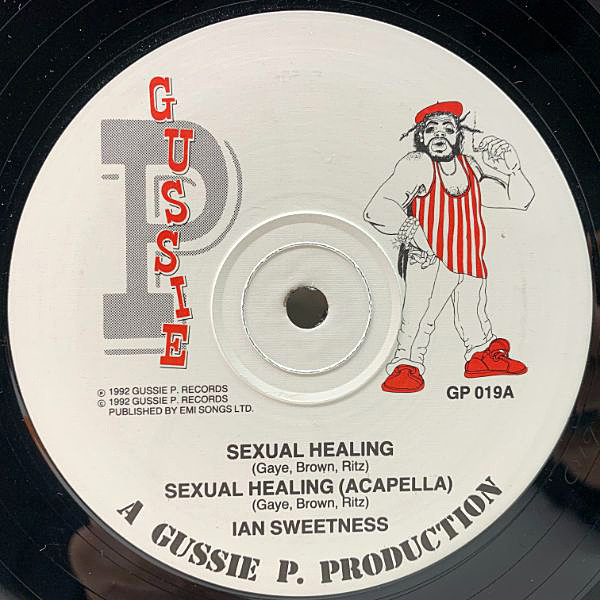 GUSSIE
P
℗ 1992 GUSSIE P. RECORDS
© 1992 GUSSIE P. RECORDS
PUBLISHED BY EMI SONGS LTD.
GP 019A
SEXUAL HEALING
(Gaye, Brown, Ritz)
SEXUAL HEALING (ACAPELLA)
(Gaye, Brown, Ritz)
IAN SWEETNESS
A GUSSIE P. PRODUCTION